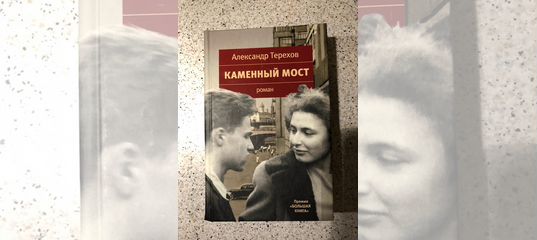 Александр Терехов
КАМЕННЫЙ МОСТ
роман
Премия
«БОЛЬШАЯ
КНИГА»